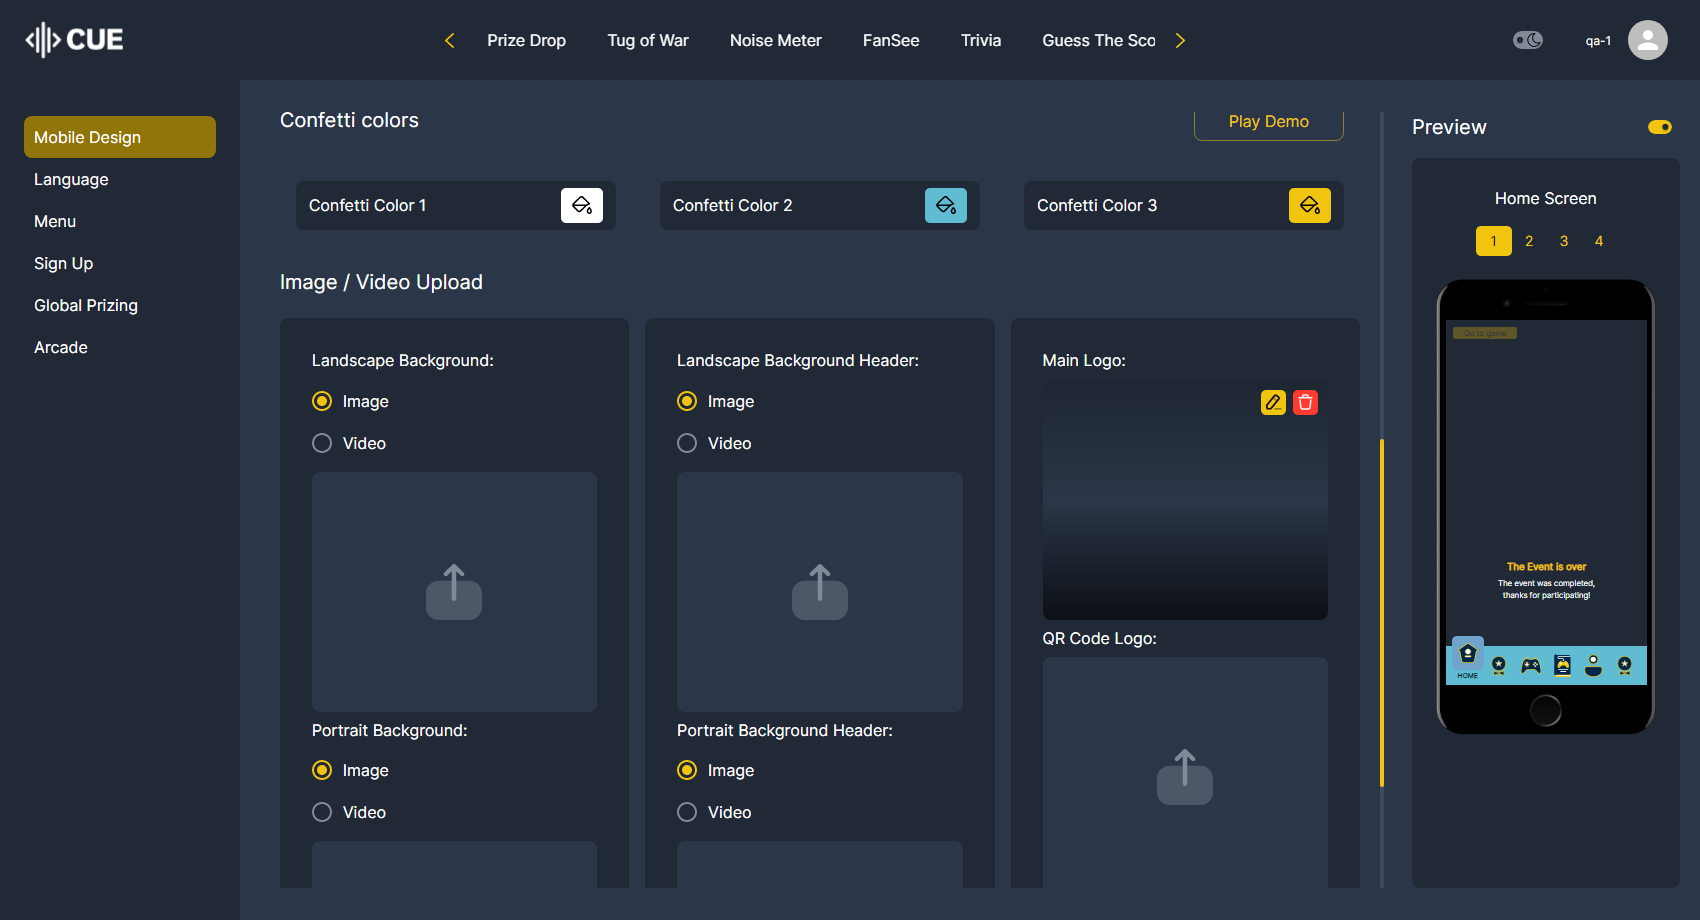 CUE
Prize Drop
Tug of War
Noise Meter
FanSee
Trivia
Guess The Sco
qa-1
Mobile Design
Language
Menu
Sign Up
Global Prizing
Arcade
Confetti colors
Play Demo
Confetti Color 1
Confetti Color 2
Confetti Color 3
Image / Video Upload
Landscape Background:
Image
Video
Portrait Background:
Image
Video
Landscape Background Header:
Image
Video
Portrait Background Header:
Image
Video
Main Logo:
QR Code Logo:
Preview
Home Screen
1 2 3 4
Go to game
The Event is over
The event was completed,
thanks for participating!
HOME